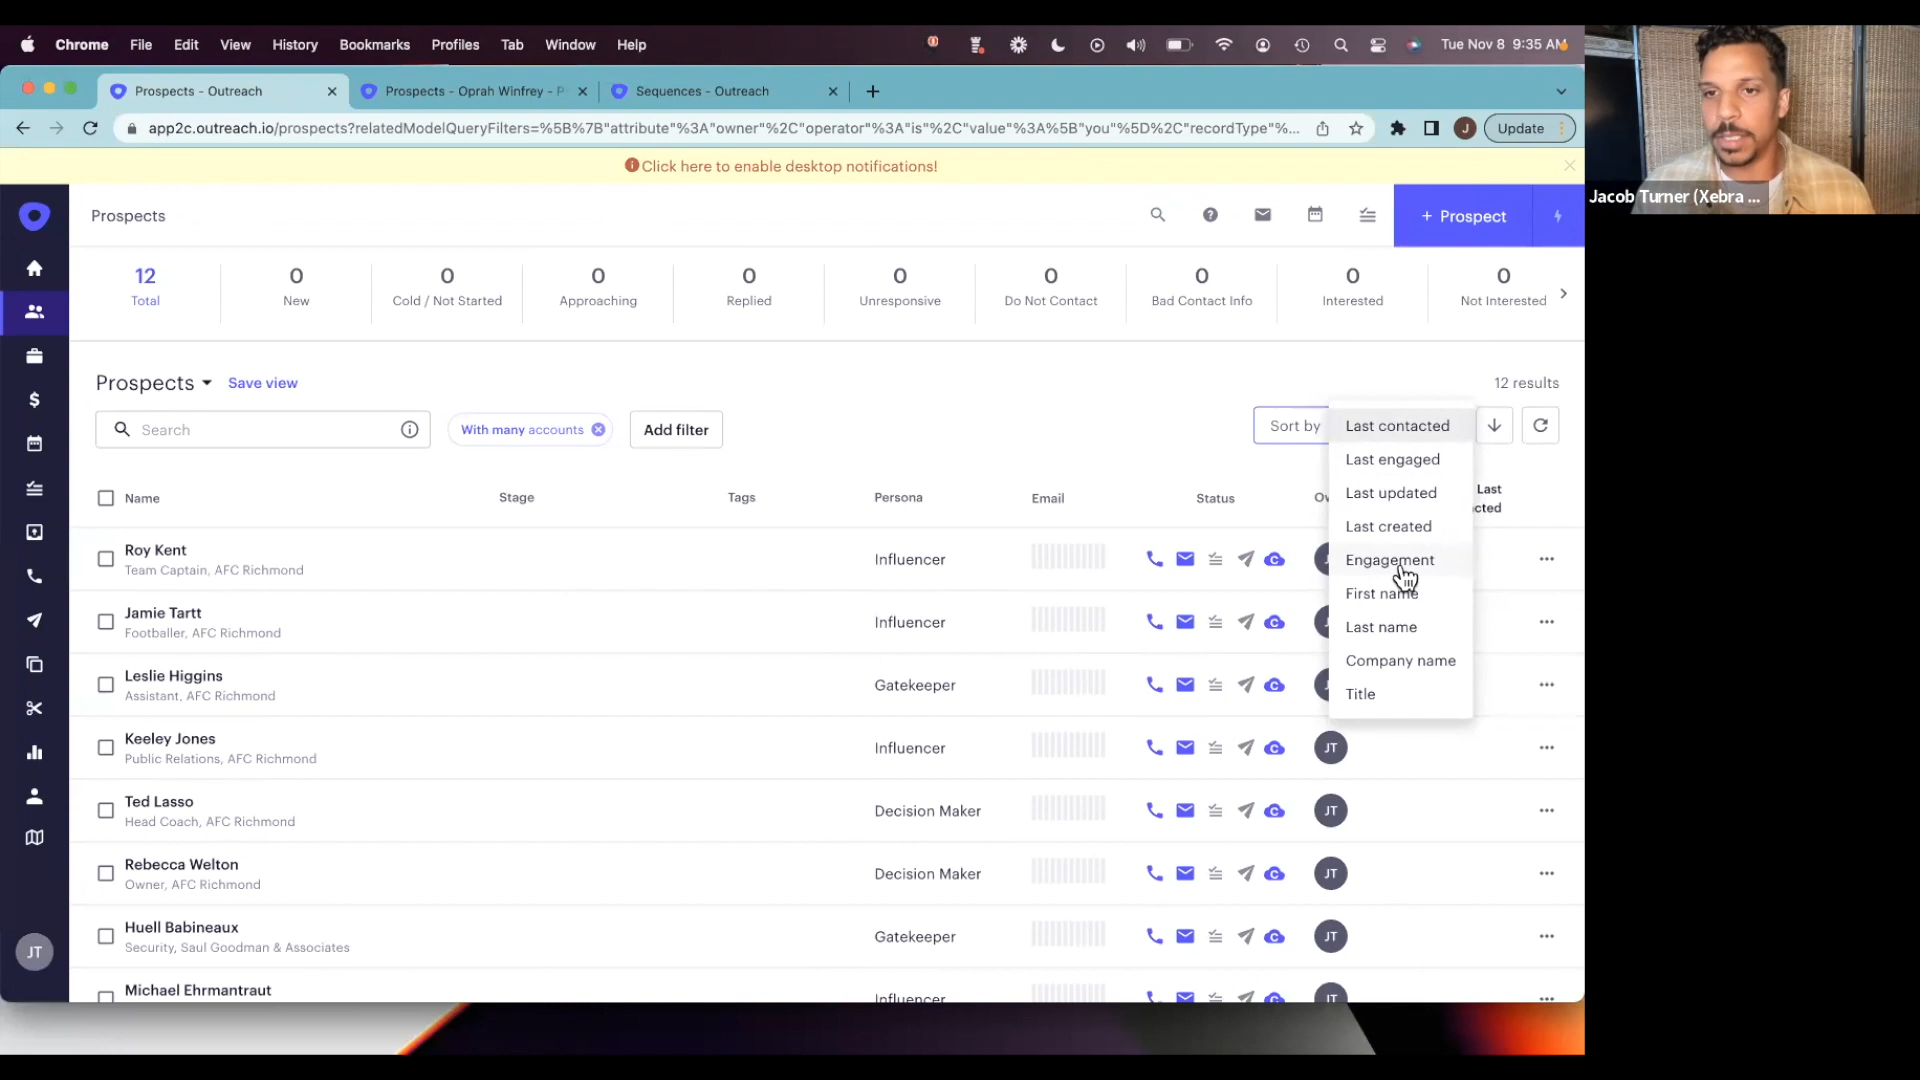 Chrome File Edit View History Bookmarks Profiles Tab Window Help Tue Nov 8 9:35 AM
Prospects - Outreach Prospects - Oprah Winfrey - P Sequences - Outreach
app2c.outreach.io/prospects?relatedModelQueryFilters=%5B%7B"attribute"%3A"owner"%2C"operator"%3A"is"%2C"value"%3A%5B"you"%5D%2C"recordType"%... J Update
Click here to enable desktop notifications!
Jacob Turner (Xebra ...
Prospects + Prospect
12 0 0 0 0 0 0 0 0 0
Total New Cold / Not Started Approaching Replied Unresponsive Do Not Contact Bad Contact Info Interested Not Interested
Prospects Save view 12 results
Search With many accounts Add filter Sort by Last contacted
Last engaged
Last updated
Last created
Engagement
First name
Last name
Company name
Title
Name Stage Tags Persona Email Status Last
Roy Kent
Team Captain, AFC Richmond
Influencer
Jamie Tartt
Footballer, AFC Richmond
Influencer
Leslie Higgins
Assistant, AFC Richmond
Gatekeeper
Keeley Jones
Public Relations, AFC Richmond
Influencer JT
Ted Lasso
Head Coach, AFC Richmond
Decision Maker JT
Rebecca Welton
Owner, AFC Richmond
Decision Maker JT
Huell Babineaux
Security, Saul Goodman & Associates
Gatekeeper JT
Michael Ehrmantraut
Influencer JT
JT